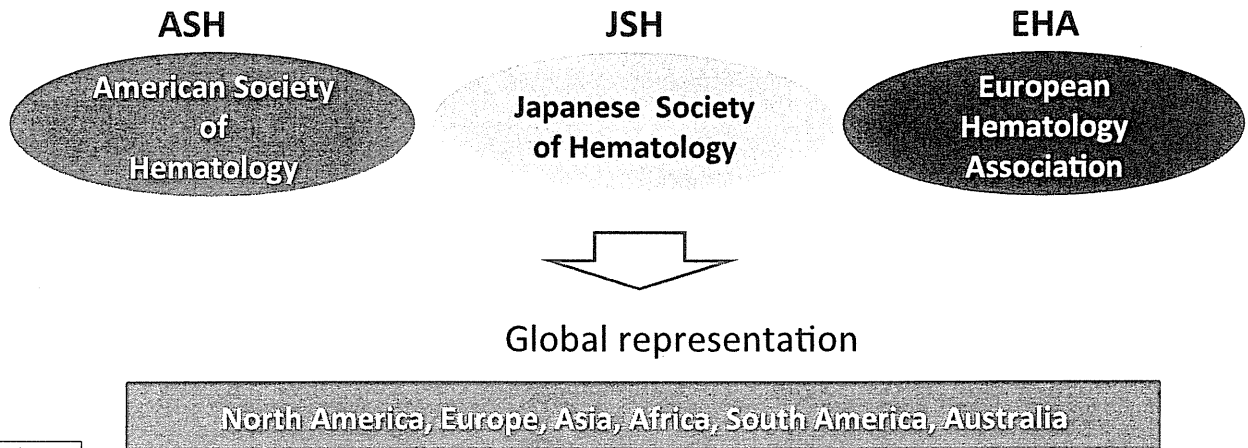 ASH
JSH
EHA
American Society
of
Hematology
Japanese Society
of Hematology
European
Hematology
Association
Global representation
North America, Europe, Asia, Africa, South America, Australia